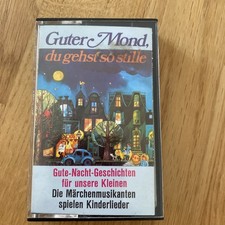 Guter Mond,
du gehst so stille
Gute-Nacht-Geschichten
für unsere Kleinen
Die Märchenmusikanten
spielen Kinderlieder